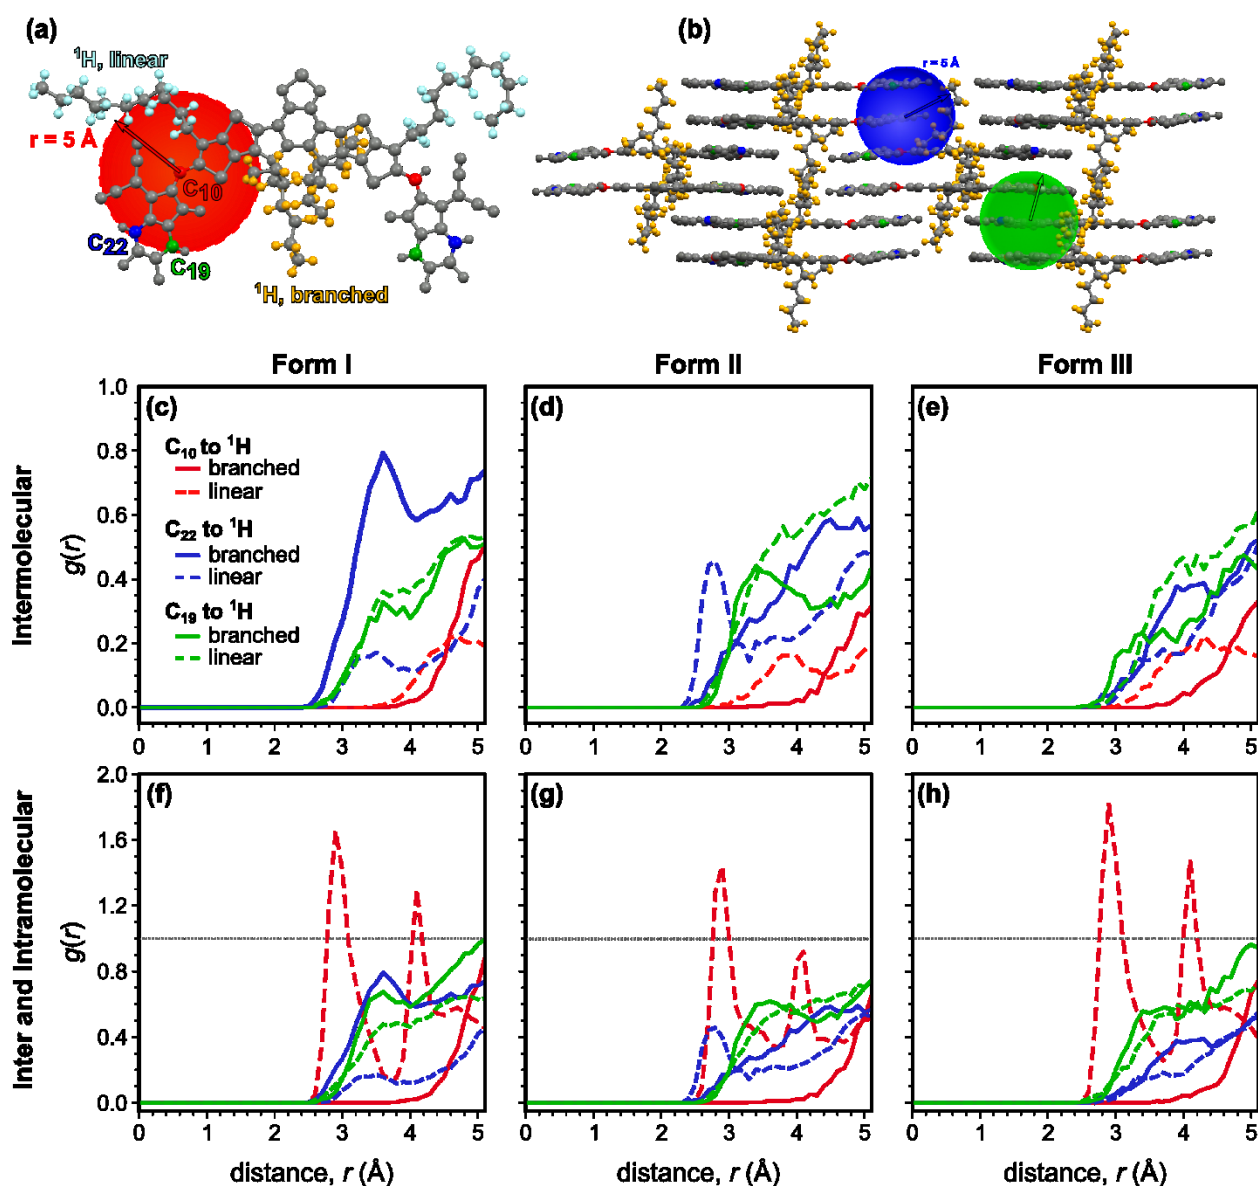 (a)
¹H, linear
r = 5 Å
C₁₀
C₂₂
C₁₉
¹H, branched
(b)
r = 5 Å
Form I
Form II
Form III
Intermolecular
g(r)
1.0
0.8
0.6
0.4
0.2
0.0
(c)
C₁₀ to ¹H
branched
linear
C₂₂ to ¹H
branched
linear
C₁₉ to ¹H
branched
linear
0 1 2 3 4 5
(d)
0 1 2 3 4 5
(e)
0 1 2 3 4 5
Inter and Intramolecular
g(r)
2.0
1.6
1.2
0.8
0.4
0.0
(f)
0 1 2 3 4 5
distance, r (Å)
(g)
0 1 2 3 4 5
distance, r (Å)
(h)
0 1 2 3 4 5
distance, r (Å)